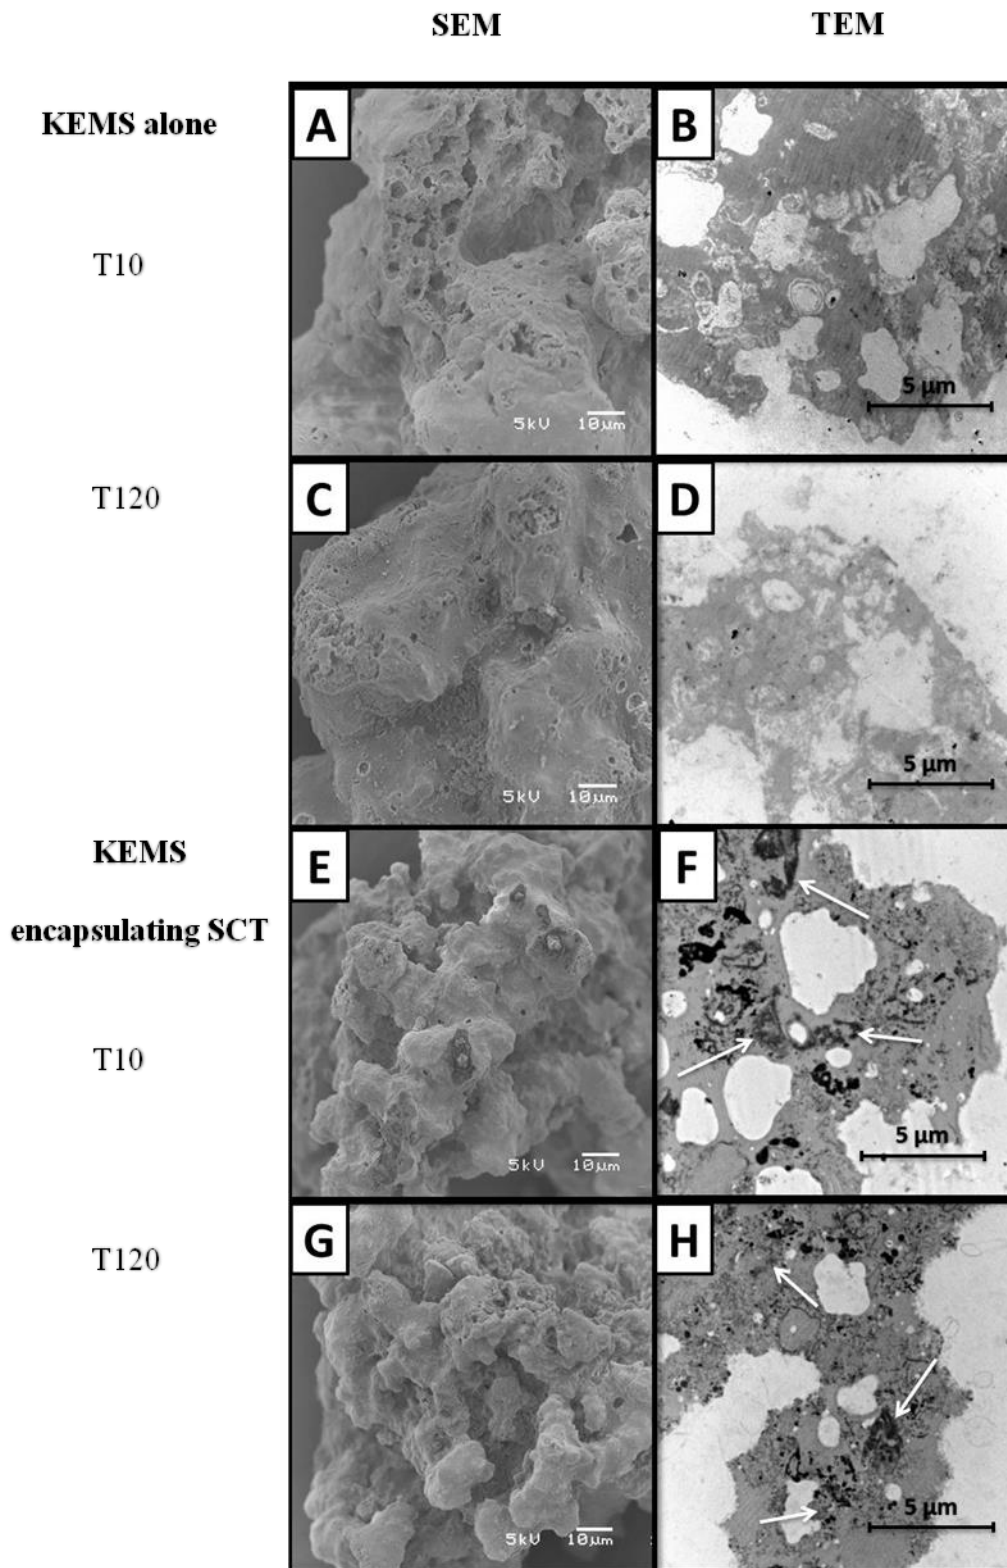 SEM
TEM
KEMS alone
A
B
T10
5kV 10µm
5 µm
T120
C
D
5kV 10µm
5 µm
KEMS
E
F
encapsulating SCT
T10
5kV 10µm
5 µm
T120
G
H
5kV 10µm
5 µm